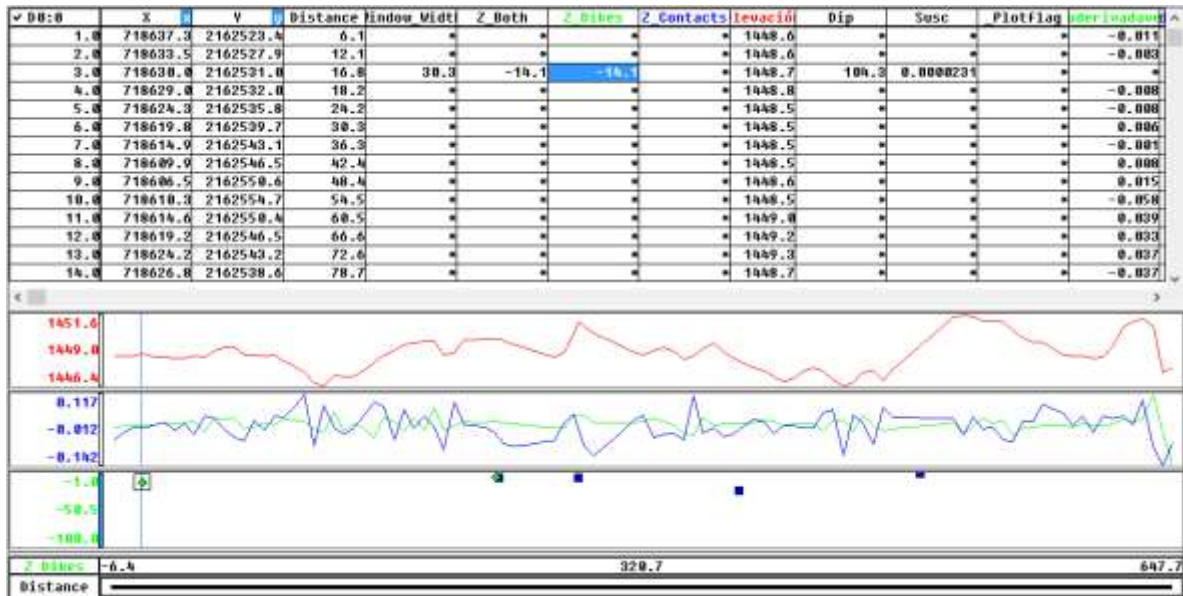 D0:0 X x Y y Distance Window_Widt Z_Both Z_Dikes Z_Contacts levació Dip Susc _PlotFlag
1.0 718637.3 2162523.4 6.1 * * * * 1448.6 * * * -0.011
2.0 718633.5 2162527.9 12.1 * * * * 1448.6 * * * -0.003
3.0 718630.0 2162531.0 16.8 30.3 -14.1 -14.1 * 1448.7 104.3 0.0000231 * *
4.0 718629.0 2162532.0 18.2 * * * * 1448.8 * * * -0.008
5.0 718624.3 2162535.8 24.2 * * * * 1448.5 * * * -0.008
6.0 718619.8 2162539.7 30.3 * * * * 1448.5 * * * 0.006
7.0 718614.9 2162543.1 36.3 * * * * 1448.5 * * * -0.001
8.0 718609.9 2162546.5 42.4 * * * * 1448.5 * * * 0.008
9.0 718606.5 2162550.6 48.4 * * * * 1448.6 * * * 0.015
10.0 718610.3 2162554.7 54.5 * * * * 1448.5 * * * -0.058
11.0 718614.6 2162550.4 60.5 * * * * 1449.0 * * * 0.039
12.0 718619.2 2162546.5 66.6 * * * * 1449.2 * * * 0.033
13.0 718624.2 2162543.2 72.6 * * * * 1449.3 * * * 0.037
14.0 718626.8 2162538.6 78.7 * * * * 1448.7 * * * -0.037
1451.6
1449.0
1446.4
0.117
-0.012
-0.142
-1.0
-50.5
-100.0
Z_Dikes -6.4 320.7 647.7
Distance